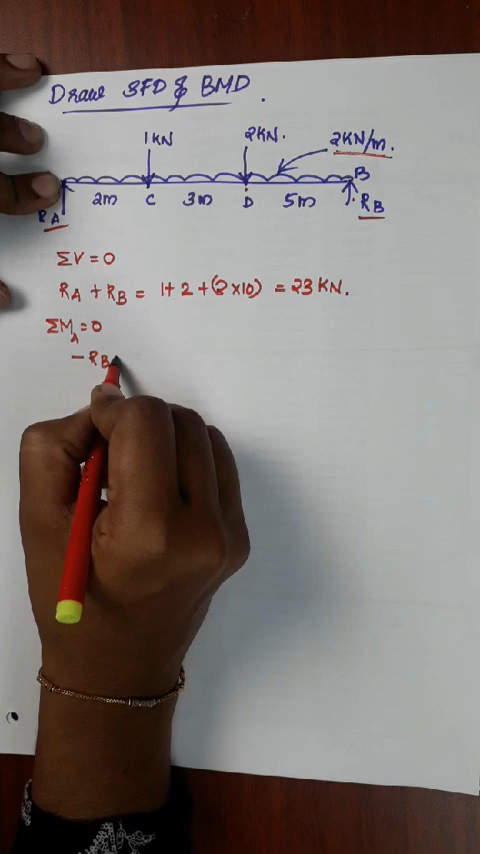 Draw SFD & BMD.
1KN 2KN. 2KN/m.
B
RA 2m C 3m D 5m RB
ΣV = 0
RA + RB = 1+2+(2×10) = 23 KN.
ΣMA = 0
− RB